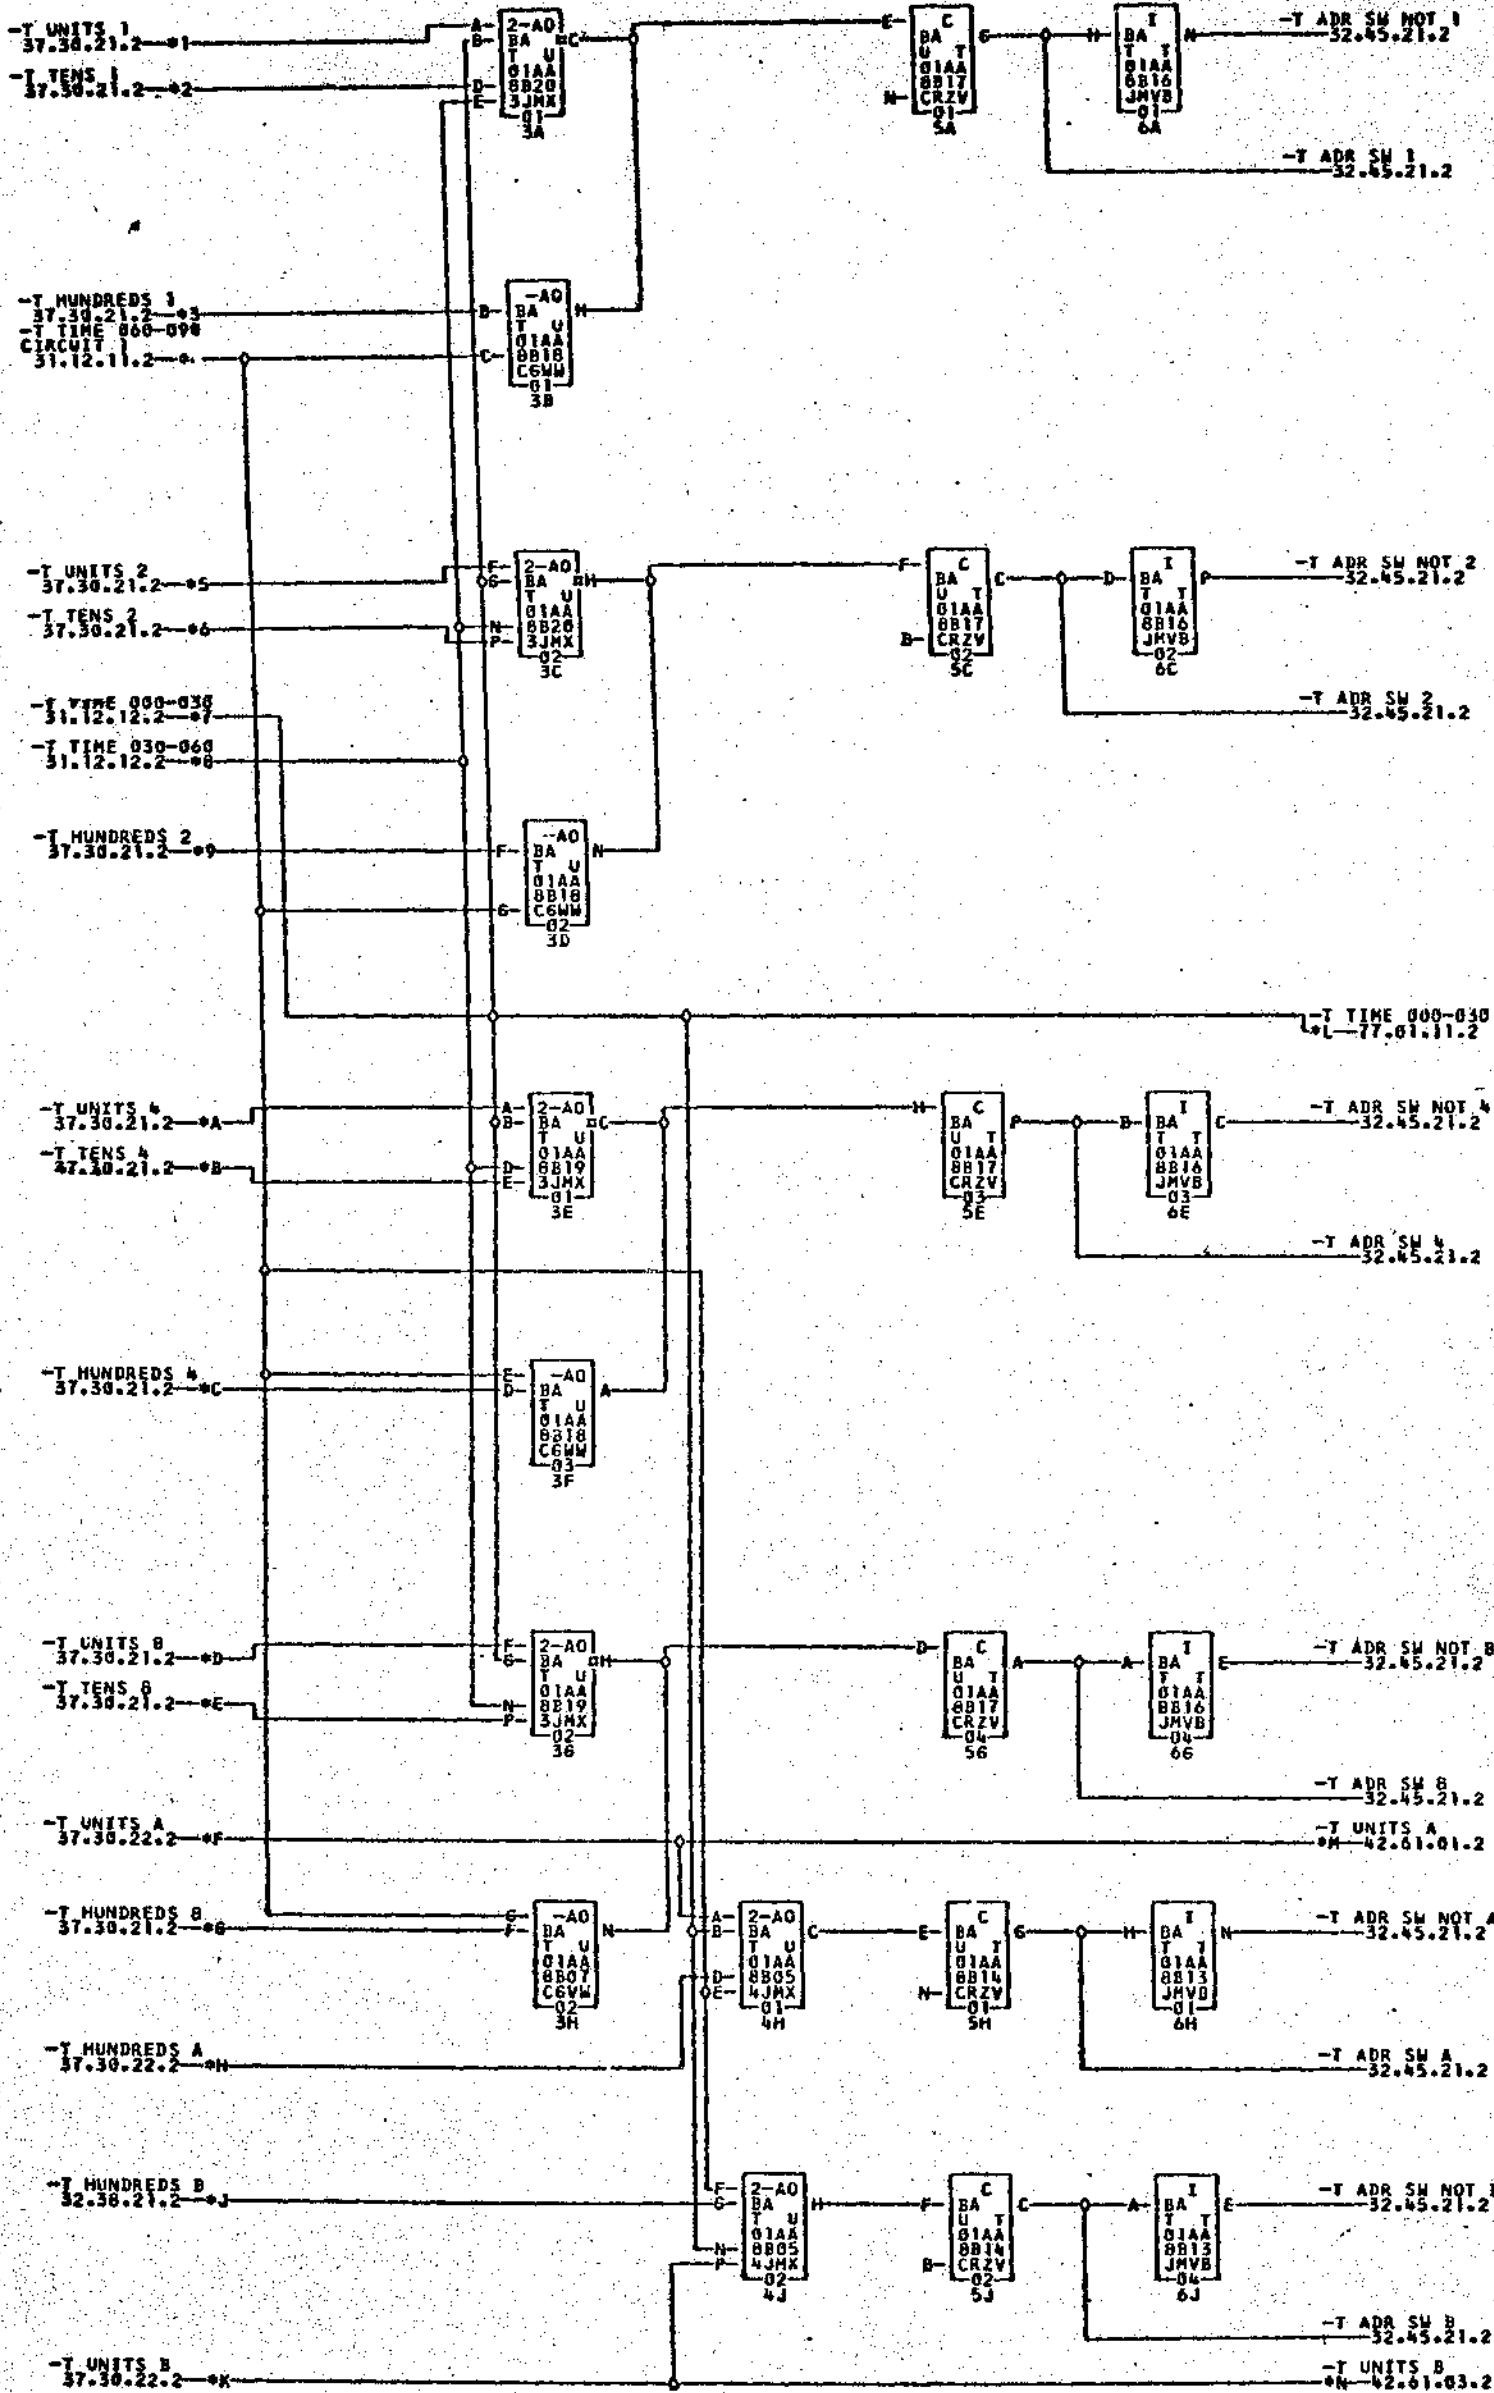 -T UNITS 1
37.30.21.2—*1
-T TENS 1
37.30.21.2—*2
A- 2-AO
B- BA ¤C
T U
01AA
D- 8B20
E- 3JMX
01
3A
C
E- BA G
U T
01AA
8B17
N- CRZV
01
5A
I
H- BA N
T T
01AA
8B16
JMVB
01
6A
-T ADR SW NOT 1
32.45.21.2
-T ADR SW 1
32.45.21.2
-T HUNDREDS 1
37.30.21.2—*3
-T TIME 060-090
CIRCUIT 1
31.12.11.2
-AO
B- BA H
T U
01AA
C- 8B18
C6WW
01
3B
-T UNITS 2
37.30.21.2—*5
-T TENS 2
37.30.21.2—*6
F- 2-AO
G- BA ¤H
T U
01AA
N- 8B20
P- 3JMX
02
3C
C
F- BA C
U T
01AA
8B17
B- CRZV
02
5C
I
D- BA P
T T
01AA
8B16
JMVB
02
6C
-T ADR SW NOT 2
32.45.21.2
-T ADR SW 2
32.45.21.2
-T TIME 000-030
31.12.12.2—*7
-T TIME 030-060
31.12.12.2—*8
-T HUNDREDS 2
37.30.21.2—*9
-AO
F- BA N
T U
01AA
8B18
G- C6WW
02
3D
-T TIME 000-030
*L—77.01.11.2
-T UNITS 4
37.30.21.2—*A
-T TENS 4
37.30.21.2—*B
A- 2-AO
B- BA ¤C
T U
01AA
D- 8B19
E- 3JMX
01
3E
C
H- BA P
U T
01AA
8B17
CRZV
03
5E
I
B- BA C
T T
01AA
8B16
JMVB
03
6E
-T ADR SW NOT 4
32.45.21.2
-T ADR SW 4
32.45.21.2
-T HUNDREDS 4
37.30.21.2—*C
E- -AO
D- BA A
T U
01AA
8B18
C6WW
03
3F
-T UNITS 8
37.30.21.2—*D
-T TENS 8
37.30.21.2—*E
F- 2-AO
G- BA ¤H
T U
01AA
N- 8B19
P- 3JMX
02
3G
C
D- BA A
U T
01AA
8B17
CRZV
04
5G
I
A- BA E
T T
01AA
8B16
JMVB
04
6G
-T ADR SW NOT 8
32.45.21.2
-T ADR SW 8
32.45.21.2
-T UNITS A
37.30.22.2—*F
-T UNITS A
*M—42.61.01.2
-T HUNDREDS 8
37.30.21.2—*G
G- -AO
F- BA N
T U
01AA
8B07
C6VW
02
3H
A- 2-AO
B- BA C
T U
01AA
D- 8B05
E- 4JMX
01
4H
C
E- BA G
U T
01AA
8B14
N- CRZV
01
5H
I
H- BA N
T T
01AA
8B13
JMVB
01
6H
-T ADR SW NOT A
32.45.21.2
-T ADR SW A
32.45.21.2
-T HUNDREDS A
37.30.22.2—*H
-T HUNDREDS B
32.38.21.2—*J
F- 2-AO
G- BA H
T U
01AA
N- 8B05
P- 4JMX
02
4J
C
F- BA C
U T
01AA
8B14
B- CRZV
02
5J
I
A- BA E
T T
01AA
8B13
JMVB
04
6J
-T ADR SW NOT
32.45.21.2
-T ADR SW B
32.45.21.2
-T UNITS B
37.30.22.2—*K
-T UNITS B
*N—42.61.03.2